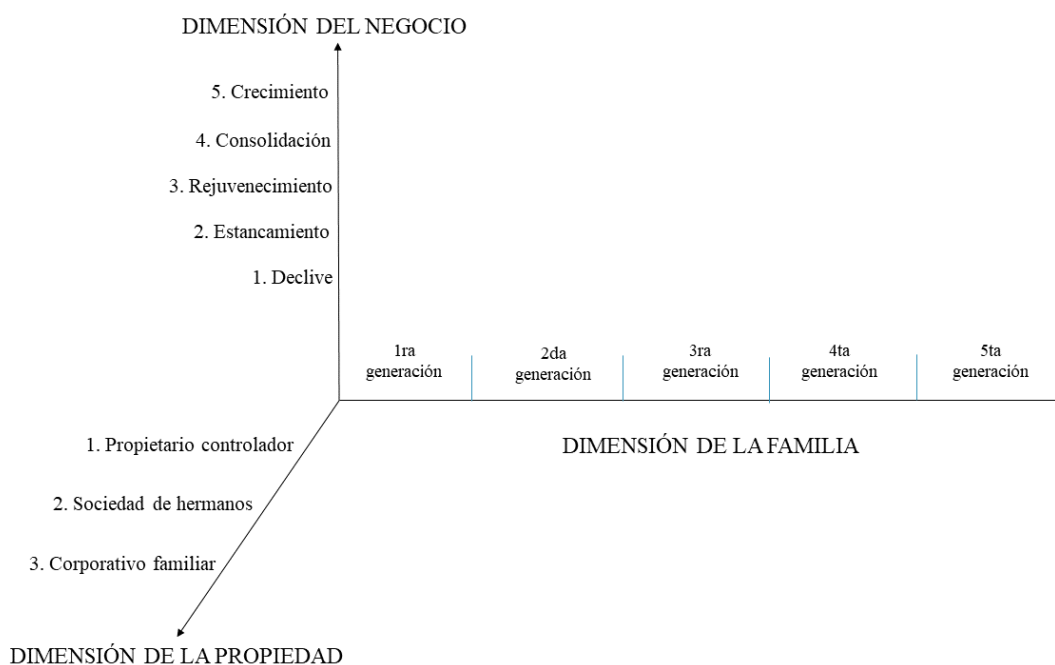 DIMENSIÓN DEL NEGOCIO
5. Crecimiento
4. Consolidación
3. Rejuvenecimiento
2. Estancamiento
1. Declive
1ra
generación
2da
generación
3ra
generación
4ta
generación
5ta
generación
1. Propietario controlador
DIMENSIÓN DE LA FAMILIA
2. Sociedad de hermanos
3. Corporativo familiar
DIMENSIÓN DE LA PROPIEDAD